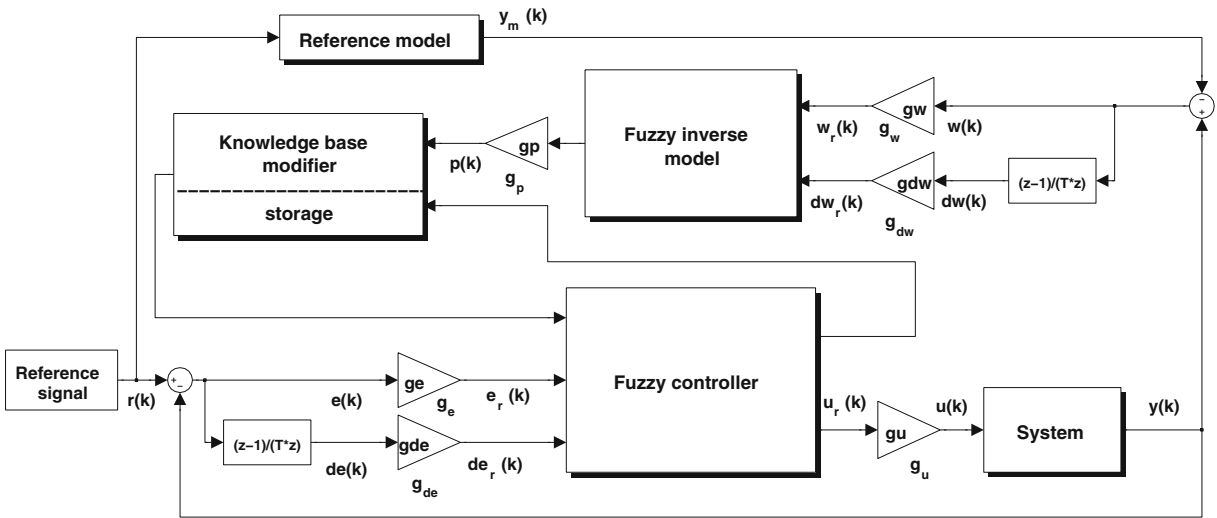 y_m (k)
Reference model
−
+
gw
w_r(k)
g_w
w(k)
Fuzzy inverse
model
Knowledge base
modifier
storage
gp
p(k)
g_p
gdw
(z−1)/(T*z)
dw_r(k)
dw(k)
g_dw
Reference
signal
r(k)
+
−
Fuzzy controller
ge
e(k)
g_e
e_r (k)
(z−1)/(T*z)
gde
de(k)
de_r (k)
g_de
u_r (k)
gu
u(k)
g_u
System
y(k)